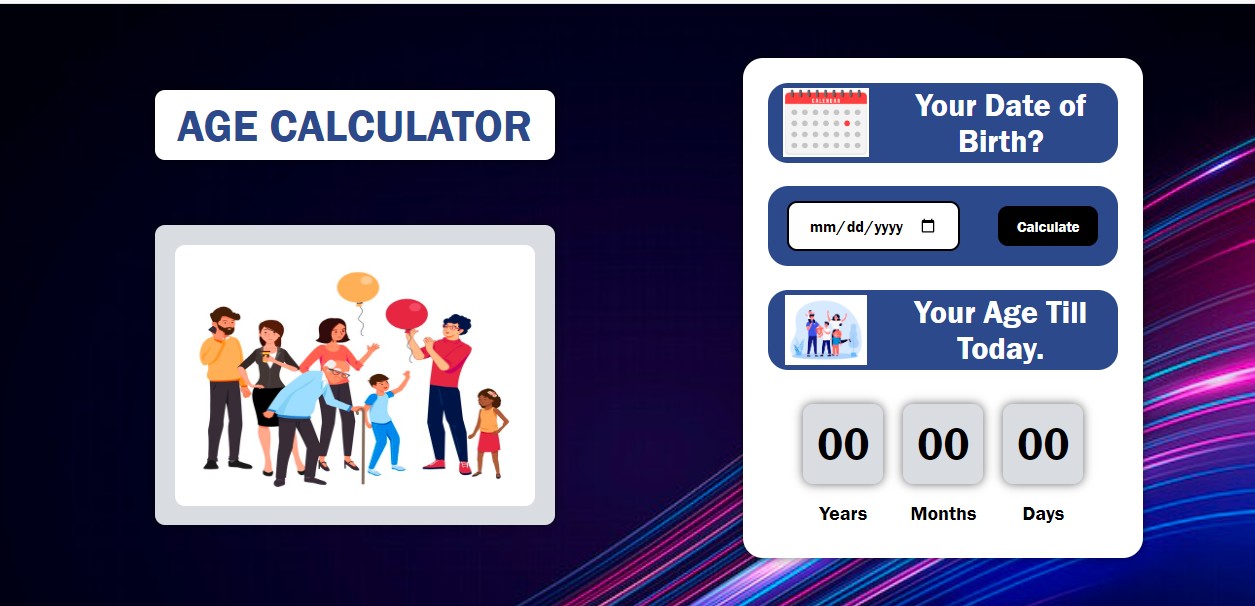 AGE CALCULATOR
CALENDAR
Your Date of
Birth?
mm/dd/yyyy
Calculate
Your Age Till
Today.
00 00 00
Years Months Days